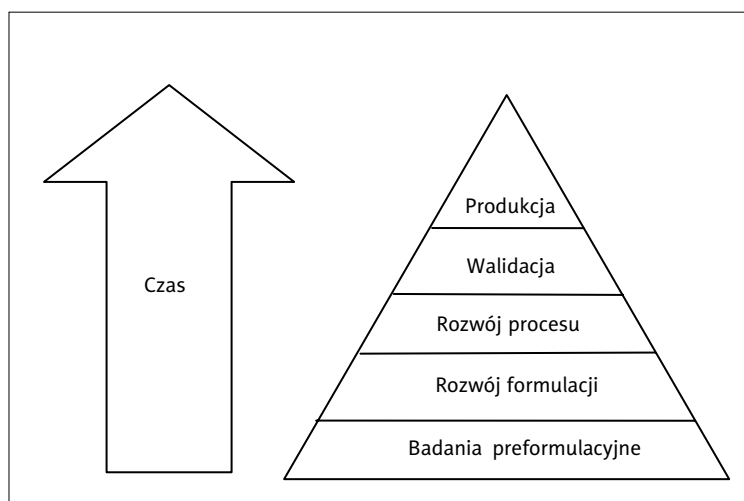 Czas
Produkcja
Walidacja
Rozwój procesu
Rozwój formulacji
Badania preformulacyjne